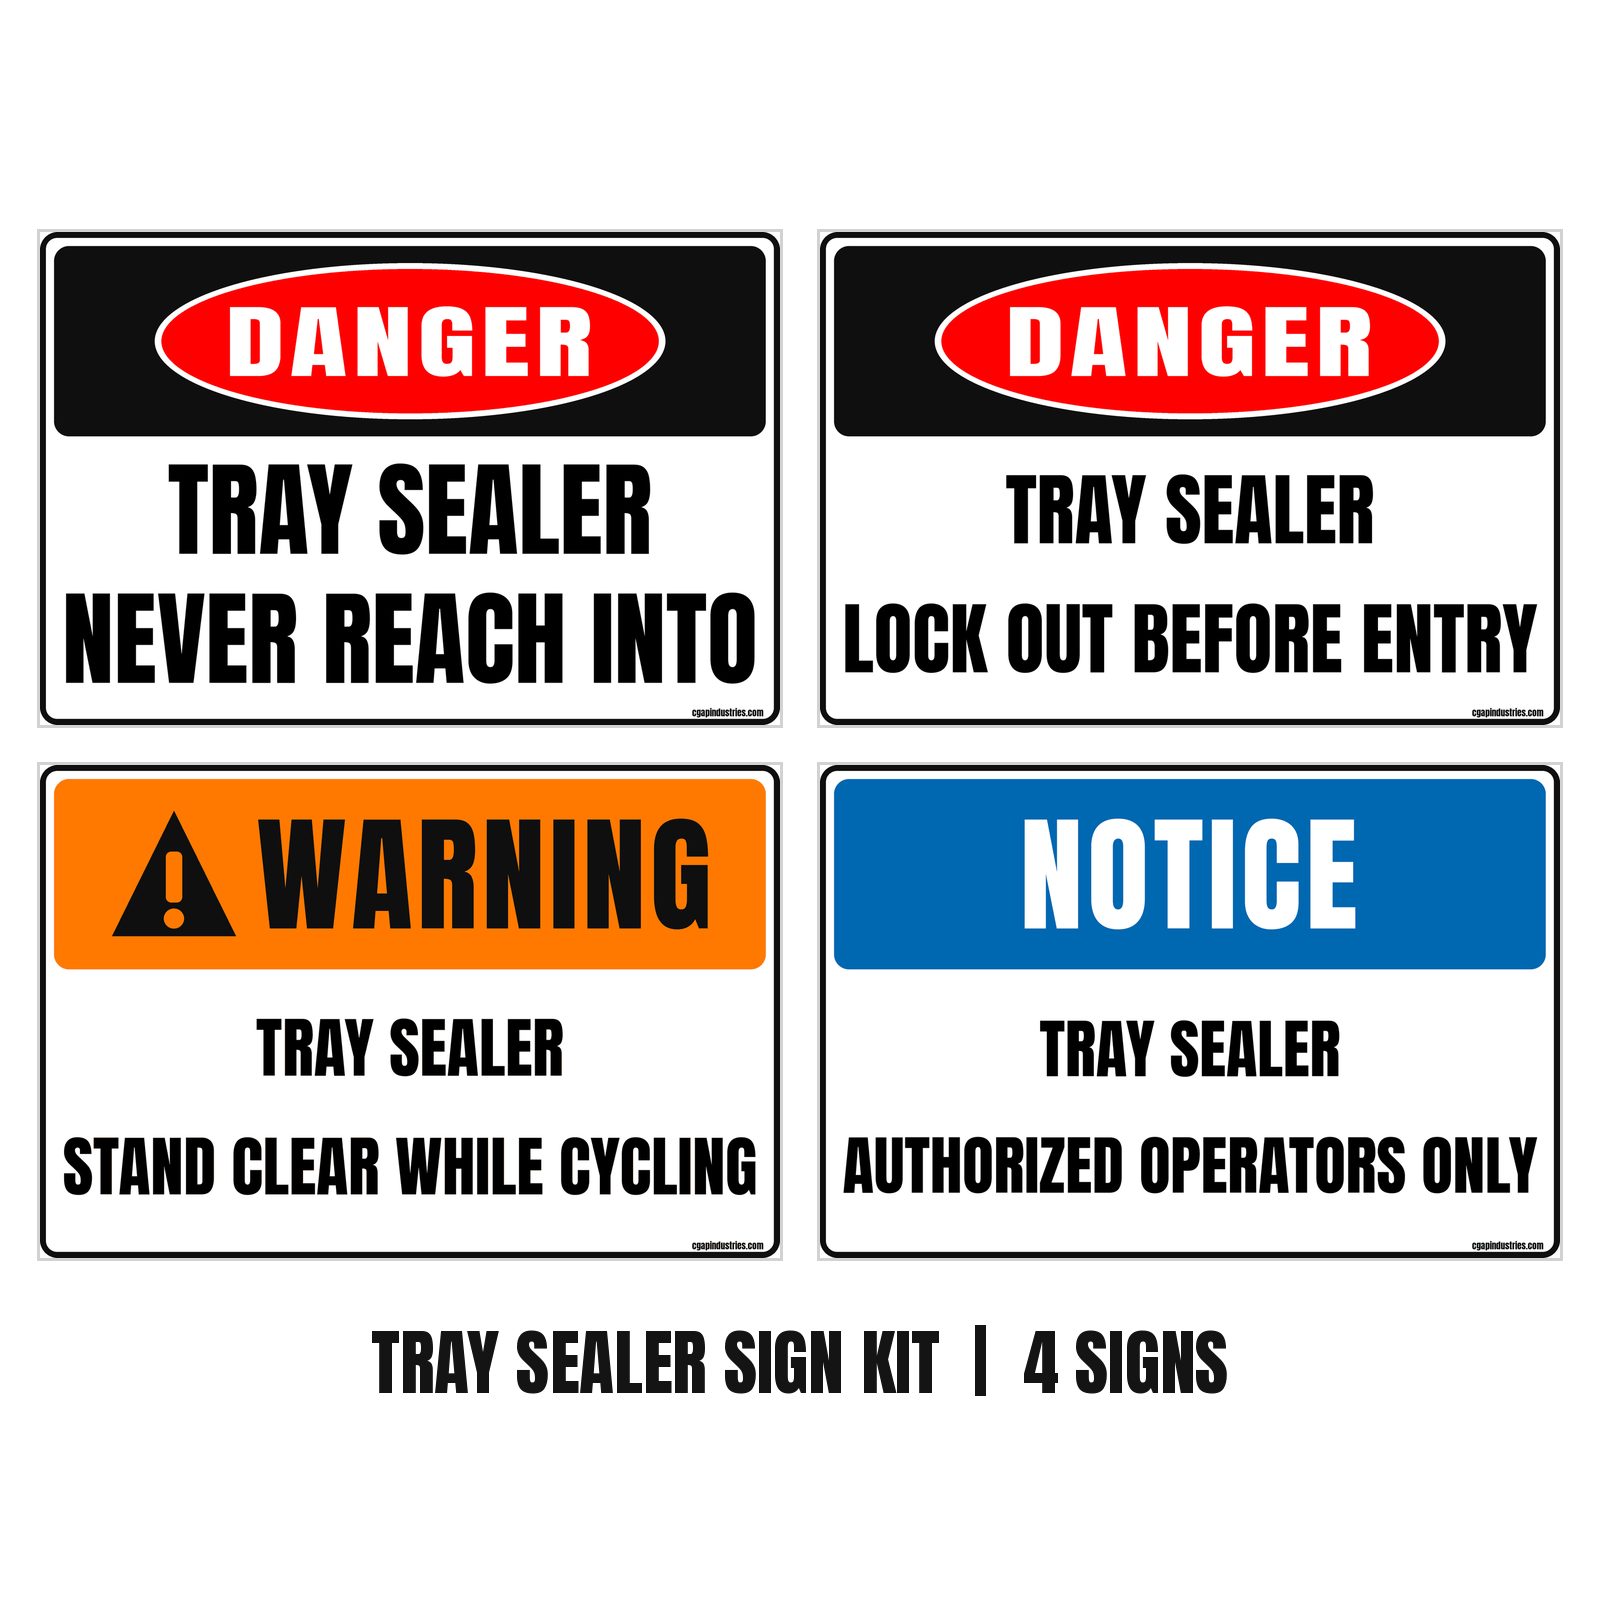 DANGER
TRAY SEALER
NEVER REACH INTO
cgapindustries.com
DANGER
TRAY SEALER
LOCK OUT BEFORE ENTRY
cgapindustries.com
WARNING
TRAY SEALER
STAND CLEAR WHILE CYCLING
cgapindustries.com
NOTICE
TRAY SEALER
AUTHORIZED OPERATORS ONLY
cgapindustries.com
TRAY SEALER SIGN KIT | 4 SIGNS